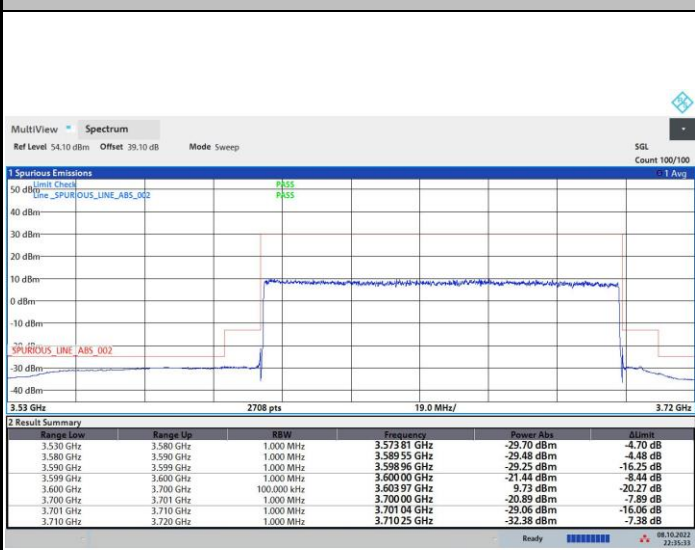 MultiView Spectrum
Ref Level 54.10 dBm Offset 39.10 dB Mode Sweep SGL
Count 100/100
1 Spurious Emissions 1 Avg
50 dBm Limit Check PASS
Line _SPURIOUS_LINE_ABS_002 PASS
40 dBm
30 dBm
20 dBm
10 dBm
0 dBm
-10 dBm
-20 dBm
_SPURIOUS_LINE_ABS_002
-30 dBm
-40 dBm
3.53 GHz 2708 pts 19.0 MHz/ 3.72 GHz
2 Result Summary
Range Low Range Up RBW Frequency Power Abs ΔLimit
3.530 GHz 3.580 GHz 1.000 MHz 3.573 81 GHz -29.70 dBm -4.70 dB
3.580 GHz 3.590 GHz 1.000 MHz 3.589 55 GHz -29.48 dBm -4.48 dB
3.590 GHz 3.599 GHz 1.000 MHz 3.598 96 GHz -29.25 dBm -16.25 dB
3.599 GHz 3.600 GHz 1.000 MHz 3.600 00 GHz -21.44 dBm -8.44 dB
3.600 GHz 3.700 GHz 100.000 kHz 3.603 97 GHz 9.73 dBm -20.27 dB
3.700 GHz 3.701 GHz 1.000 MHz 3.700 00 GHz -20.89 dBm -7.89 dB
3.701 GHz 3.710 GHz 1.000 MHz 3.701 04 GHz -29.06 dBm -16.06 dB
3.710 GHz 3.720 GHz 1.000 MHz 3.710 25 GHz -32.38 dBm -7.38 dB
Ready 08.10.2022
22:35:33